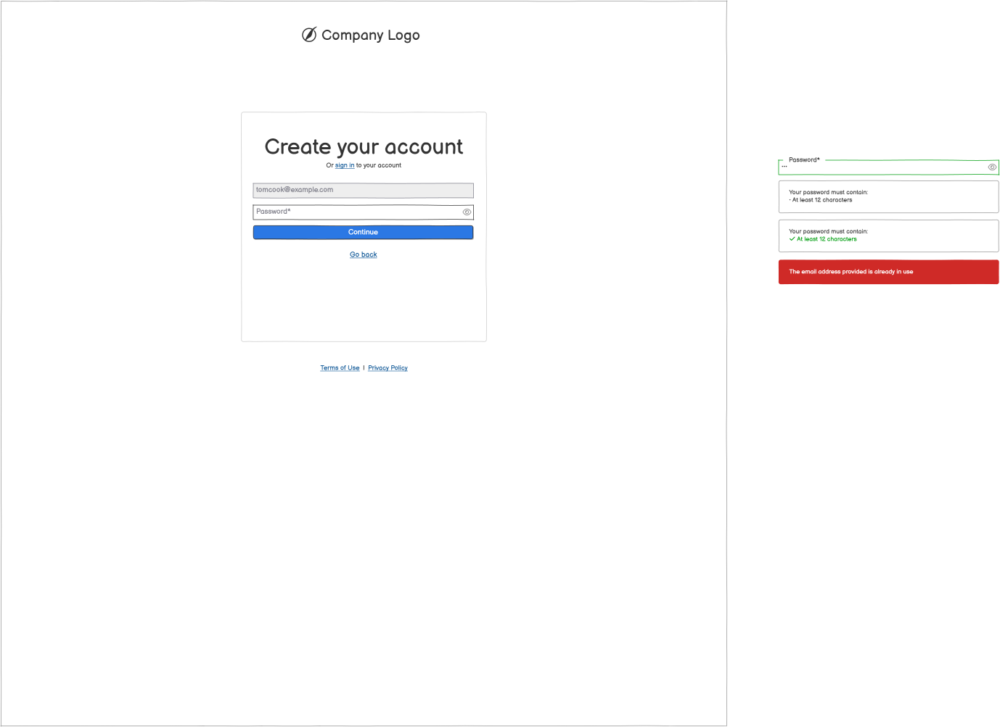 Company Logo
Create your account
Or sign in to your account
tomcook@example.com
Password*
Continue
Go back
Terms of Use | Privacy Policy
Password*
•••
Your password must contain:
· At least 12 characters
Your password must contain:
✓ At least 12 characters
The email address provided is already in use